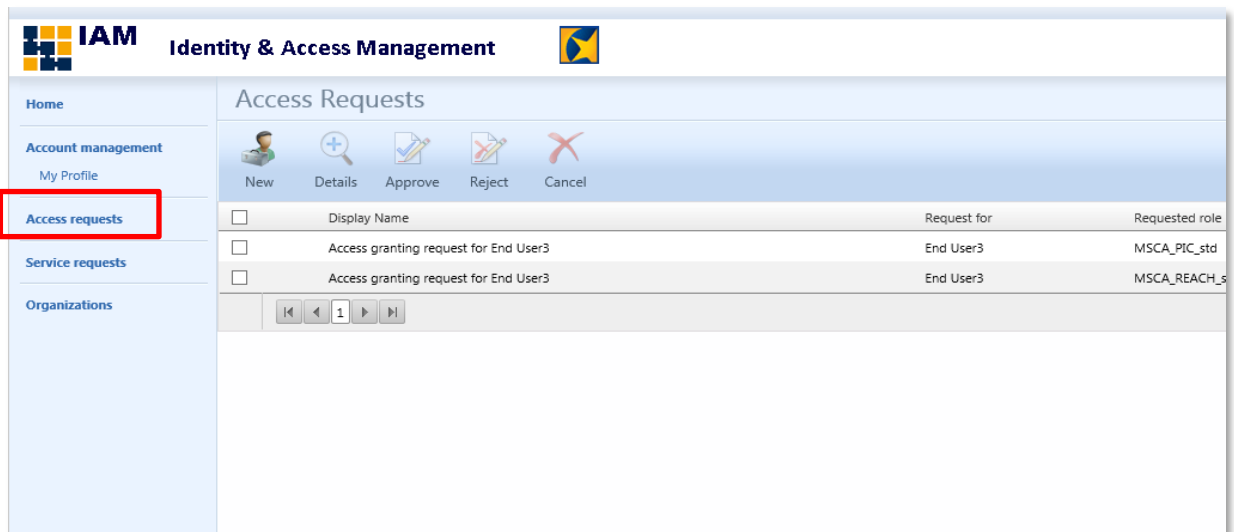 IAM
Identity & Access Management
Home
Account management
My Profile
Access requests
Service requests
Organizations
Access Requests
New Details Approve Reject Cancel
Display Name Request for Requested role
Access granting request for End User3 End User3 MSCA_PIC_std
Access granting request for End User3 End User3 MSCA_REACH_s
1